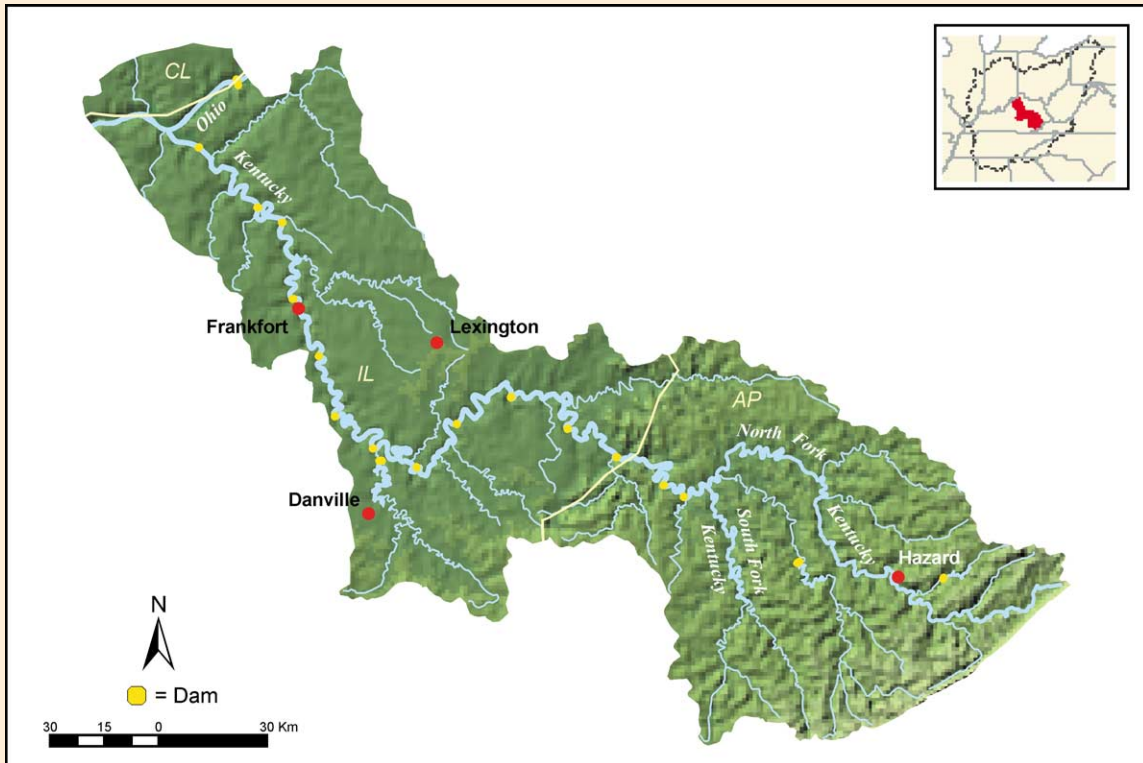 CL
Ohio
Kentucky
Frankfort
Lexington
IL
AP
North Fork
Kentucky
Danville
South Fork
Kentucky
Hazard
N
= Dam
30 15 0 30 Km